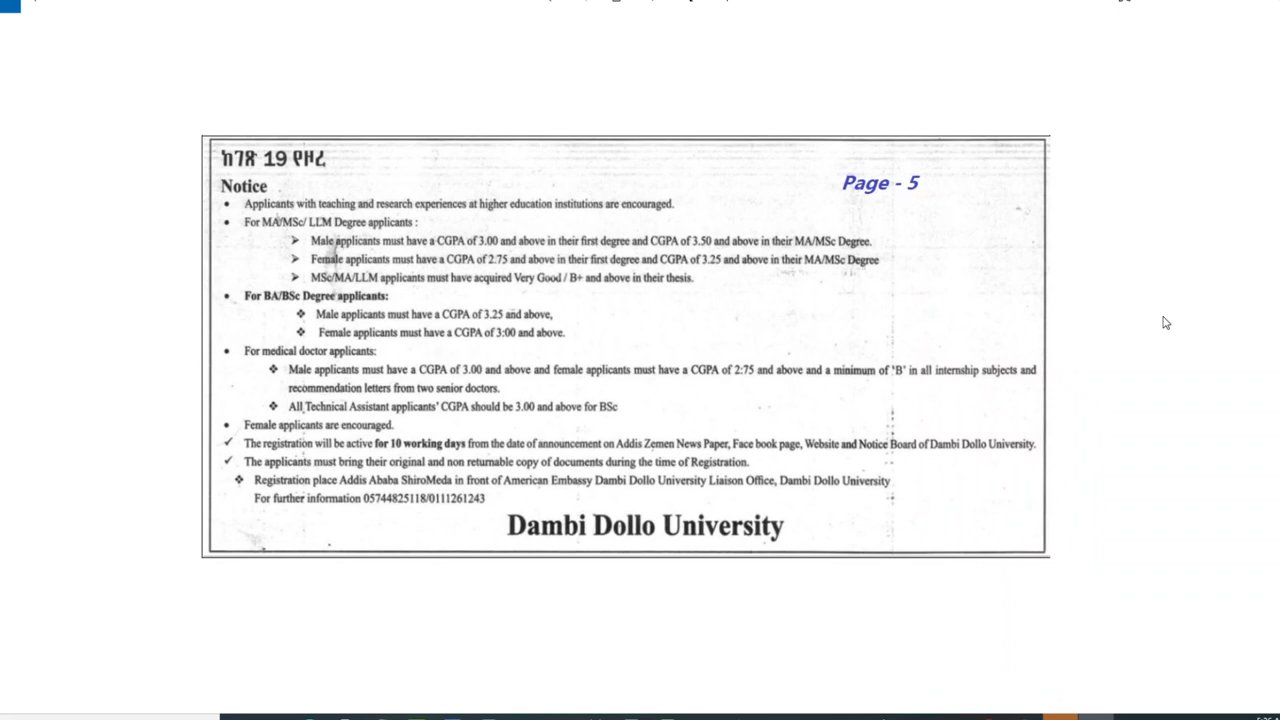 ከገጽ 19 የዞረ
Page - 5
Notice
• Applicants with teaching and research experiences at higher education institutions are encouraged.
• For MA/MSc/ LLM Degree applicants :
➢ Male applicants must have a CGPA of 3.00 and above in their first degree and CGPA of 3.50 and above in their MA/MSc Degree.
➢ Female applicants must have a CGPA of 2.75 and above in their first degree and CGPA of 3.25 and above in their MA/MSc Degree
➢ MSc/MA/LLM applicants must have acquired Very Good / B+ and above in their thesis.
• For BA/BSc Degree applicants:
❖ Male applicants must have a CGPA of 3.25 and above,
❖ Female applicants must have a CGPA of 3:00 and above.
• For medical doctor applicants:
❖ Male applicants must have a CGPA of 3.00 and above and female applicants must have a CGPA of 2:75 and above and a minimum of ‘B’ in all internship subjects and
recommendation letters from two senior doctors.
❖ All Technical Assistant applicants’ CGPA should be 3.00 and above for BSc
• Female applicants are encouraged.
✓ The registration will be active for 10 working days from the date of announcement on Addis Zemen News Paper, Face book page, Website and Notice Board of Dambi Dollo University.
✓ The applicants must bring their original and non returnable copy of documents during the time of Registration.
❖ Registration place Addis Ababa ShiroMeda in front of American Embassy Dambi Dollo University Liaison Office, Dambi Dollo University
For further information 05744825118/0111261243
Dambi Dollo University